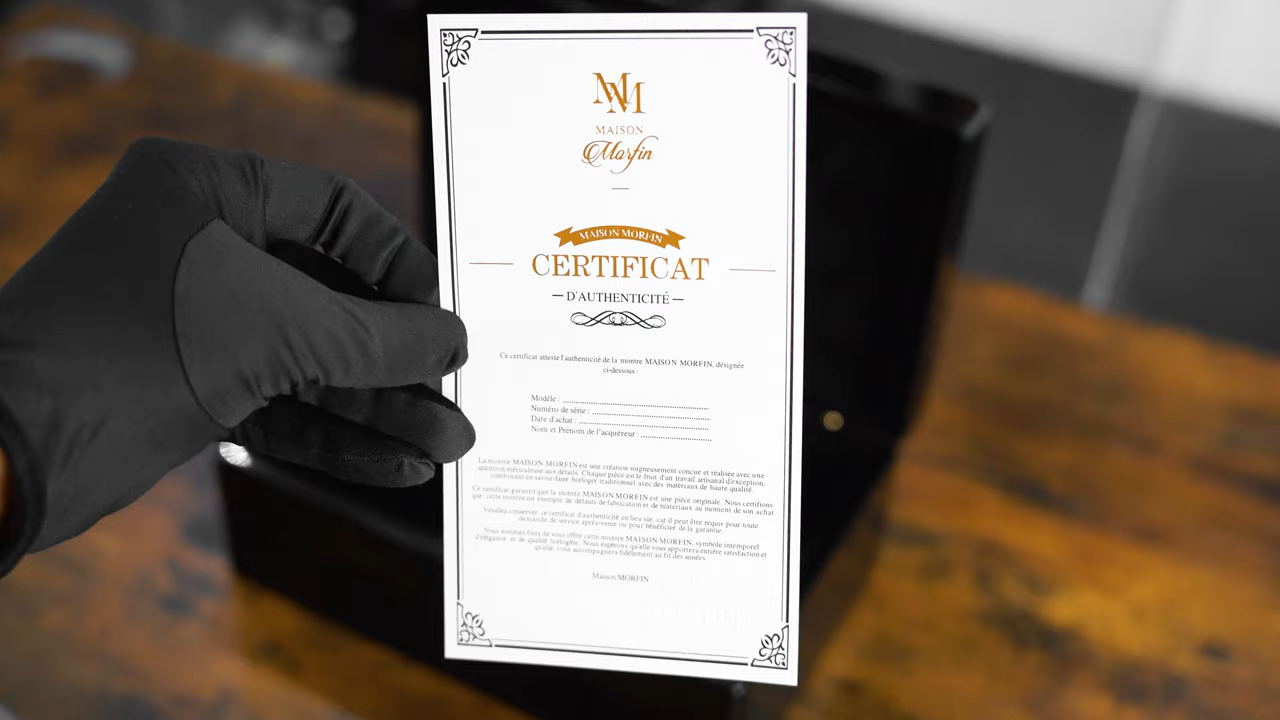 MM
MAISON
Morfin
MAISON MORFIN
CERTIFICAT
D'AUTHENTICITÉ
Ce certificat atteste l'authenticité de la montre MAISON MORFIN, désignée
ci-dessous :
Modèle :
Numéro de série :
Date d'achat :
Nom et Prénom de l'acquéreur :
La montre MAISON MORFIN est une création soigneusement conçue et réalisée avec une
attention méticuleuse aux détails. Chaque pièce est le fruit d'un travail artisanal d'exception,
combinant un savoir-faire horloger traditionnel avec des matériaux de haute qualité.
Ce certificat garantit que la montre MAISON MORFIN est une pièce originale. Nous certifions
que cette montre est exempte de défauts de fabrication et de matériaux au moment de son achat.
Veuillez conserver ce certificat d'authenticité en lieu sûr, car il peut être requis pour toute
demande de service après-vente ou pour bénéficier de la garantie.
Nous sommes fiers de vous offrir cette montre MAISON MORFIN, symbole intemporel
d'élégance et de qualité horlogère. Nous espérons qu'elle vous apportera entière satisfaction et
qu'elle vous accompagnera fidèlement au fil des années
Maison MORFIN